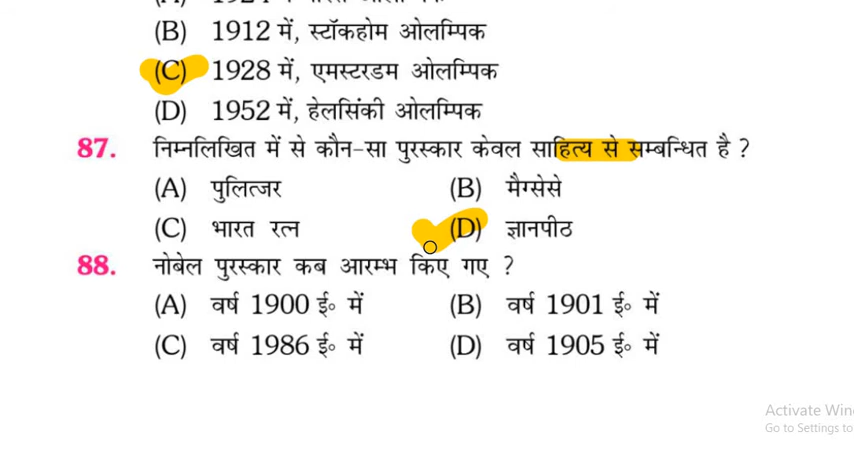 (B) 1912 में, स्टॉकहोम ओलम्पिक
(C) 1928 में, एमस्टरडम ओलम्पिक
(D) 1952 में, हेलसिंकी ओलम्पिक
87. निम्नलिखित में से कौन-सा पुरस्कार केवल साहित्य से सम्बन्धित है ?
(A) पुलित्जर (B) मैग्सेसे
(C) भारत रत्न (D) ज्ञानपीठ
88. नोबेल पुरस्कार कब आरम्भ किए गए ?
(A) वर्ष 1900 ई० में (B) वर्ष 1901 ई० में
(C) वर्ष 1986 ई० में (D) वर्ष 1905 ई० में
Activate Win
Go to Settings to